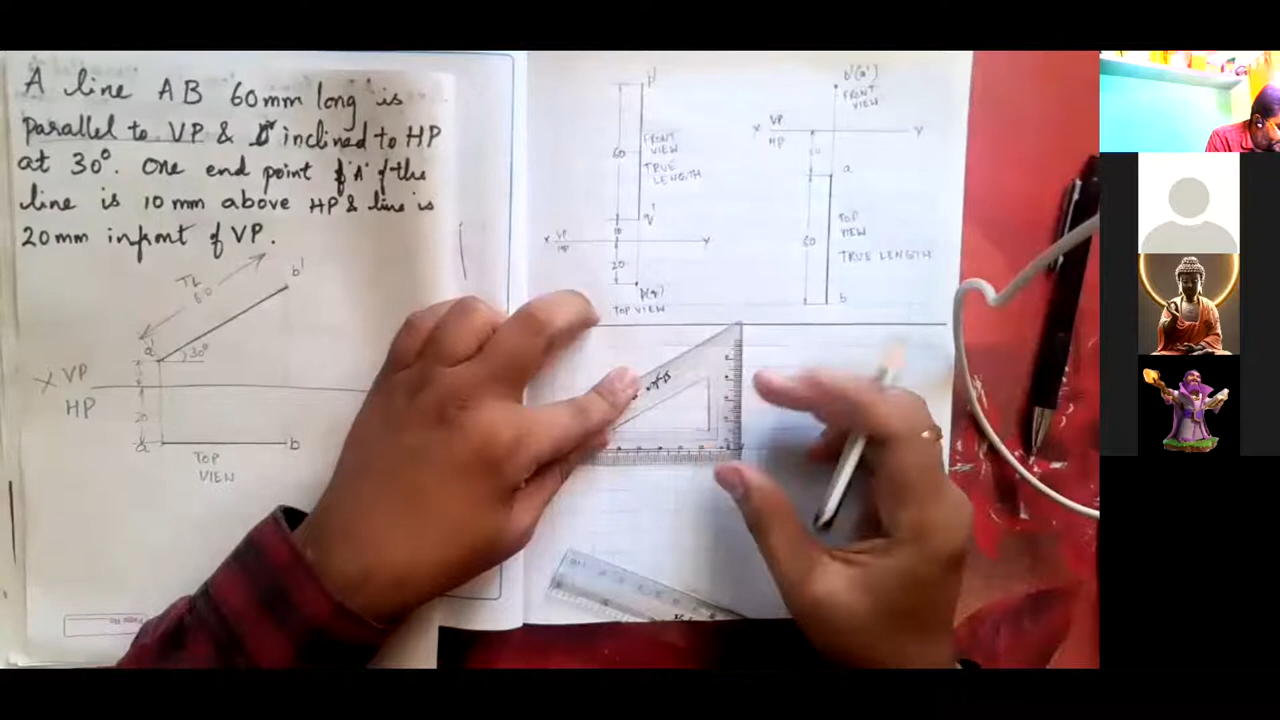 A line AB 60mm long is
parallel to VP & inclined to HP
at 30°. One end point of 'A' of the
line is 10mm above HP & line is
20mm infront of VP.
TL
60
b'
a'
30°
X VP
HP
20
a b
TOP
VIEW
60
FRONT
VIEW
TRUE
LENGTH
10
X VP Y
HP
20
TOP VIEW
b'(a')
FRONT
VIEW
X VP Y
HP
10
a
TOP
VIEW
60
TRUE LENGTH
b